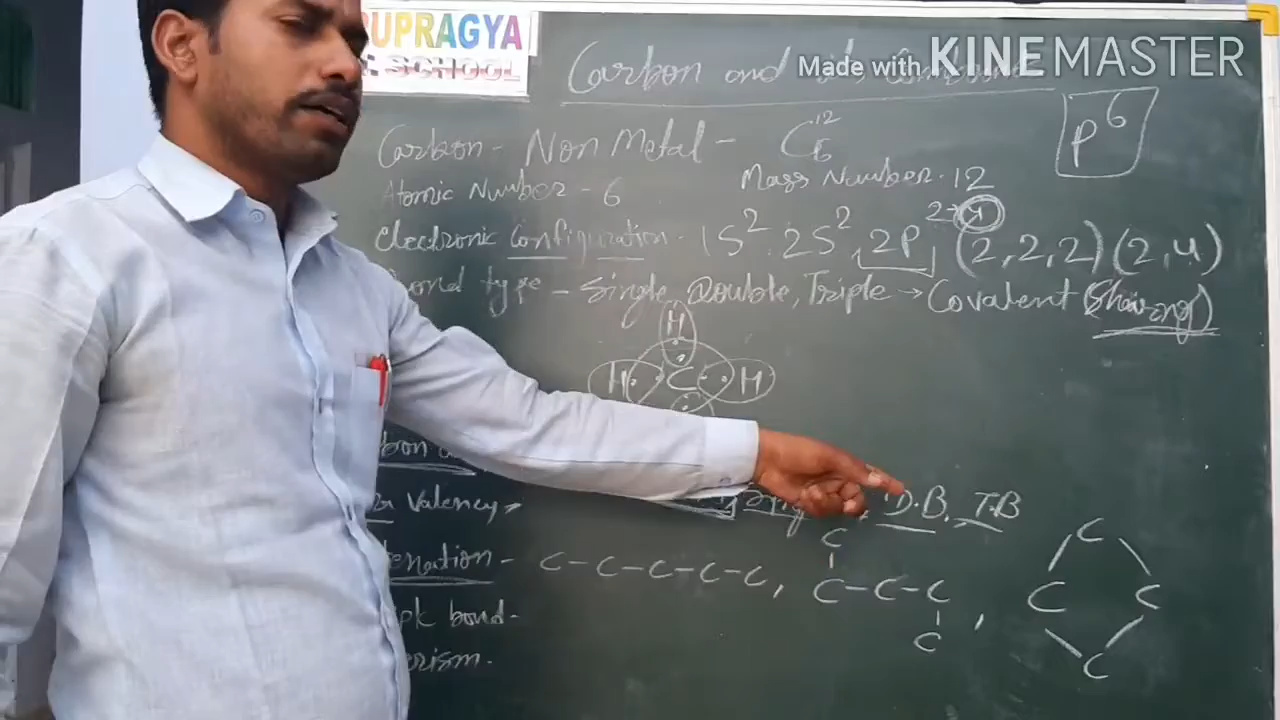 UPRAGYA
SCHOOL
Made with KINEMASTER
Carbon and
P6
Carbon - Non Metal - C 12 6
Atomic Number - 6 Mass Number. 12
Electronic Configuration - 1S2 2S2, 2P2 (2,2,2) (2,4)
Bond type - Single, Double, Triple → Covalent (Sharing)
H
H C H
Valency
D.B, T.B
C-C-C-C-C, C-C-C, C C C C
C C
bond-